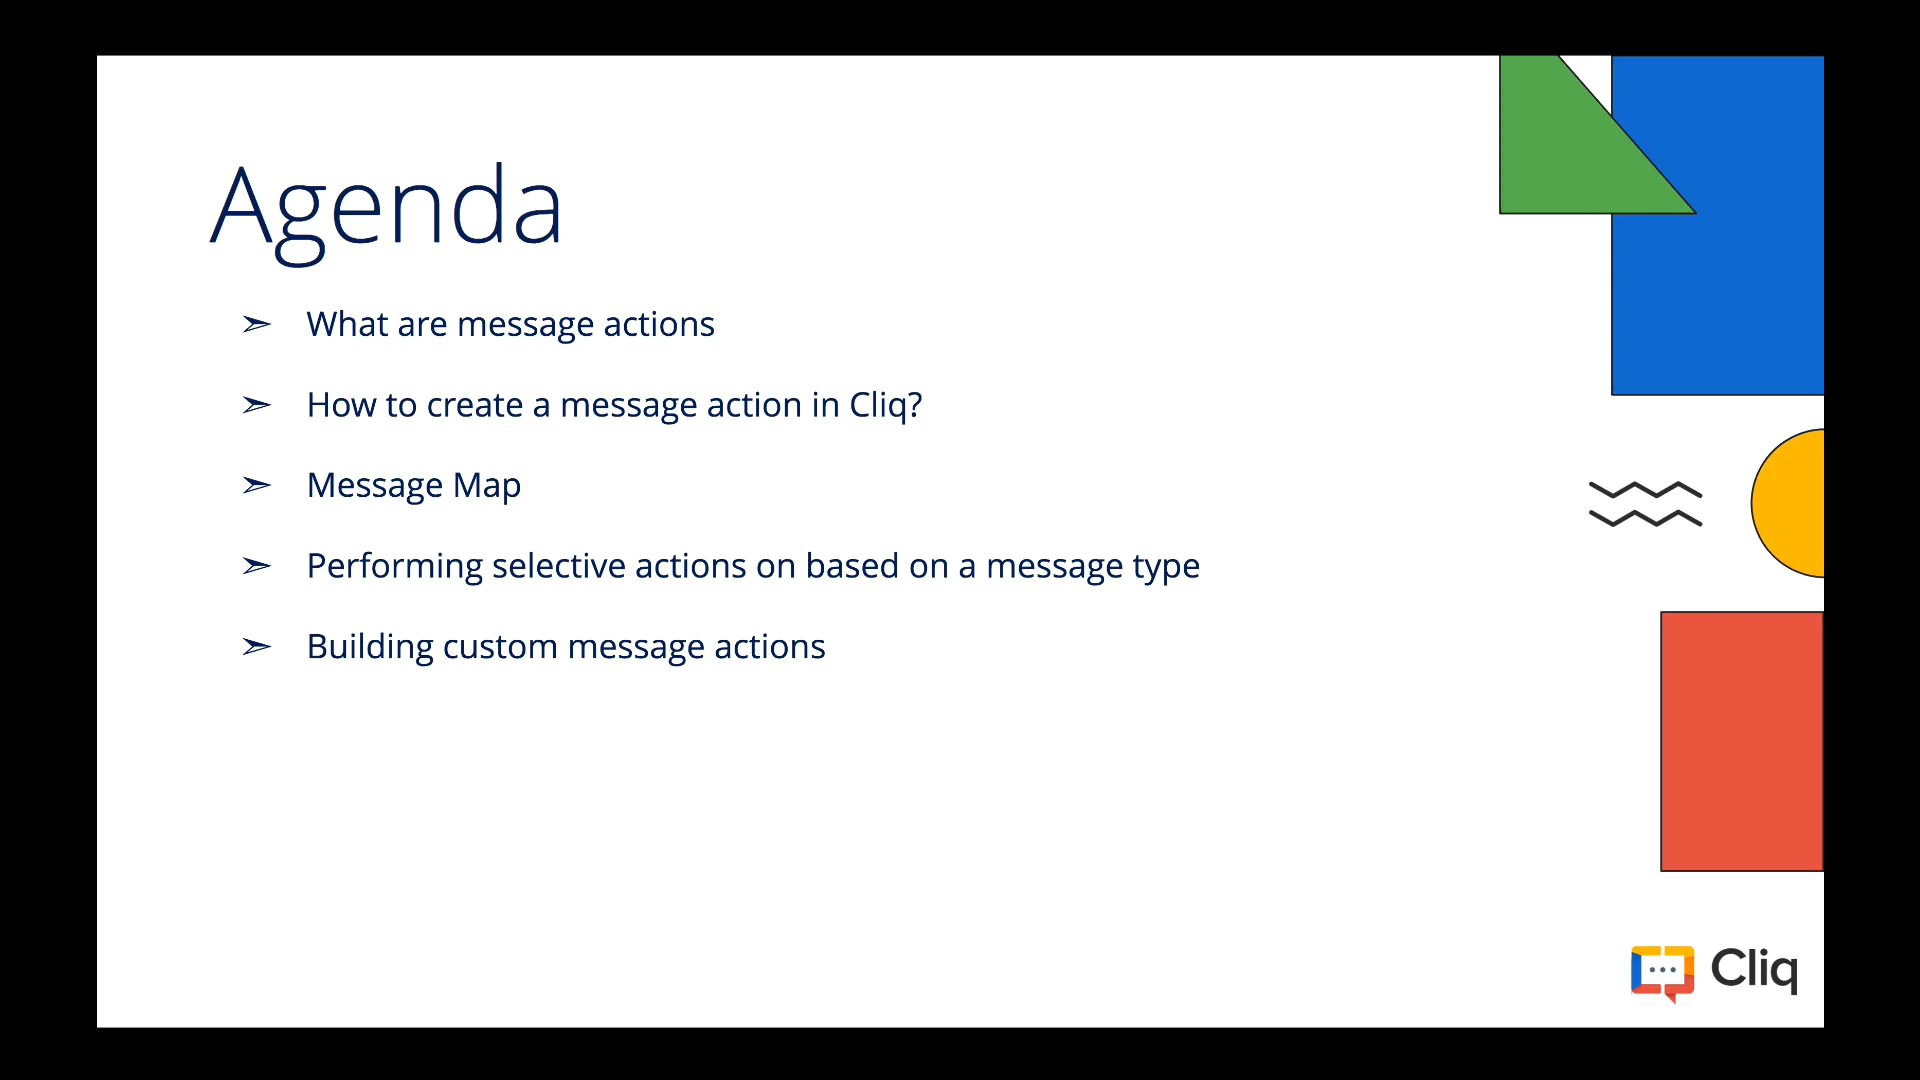 Agenda
➢ What are message actions
➢ How to create a message action in Cliq?
➢ Message Map
➢ Performing selective actions on based on a message type
➢ Building custom message actions
Cliq